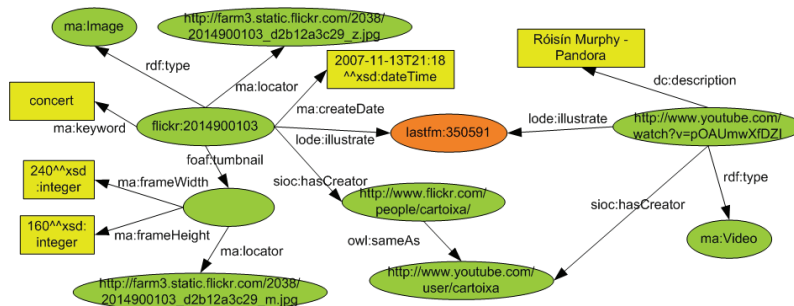 ma:Image
http://farm3.static.flickr.com/2038/
2014900103_d2b12a3c29_z.jpg
Róisín Murphy -
Pandora
rdf:type
ma:locator
2007-11-13T21:18
^^xsd:dateTime
dc:description
concert
ma:createDate
ma:keyword
flickr:2014900103
lode:illustrate
lastfm:350591
lode:illustrate
http://www.youtube.com/
watch?v=pOAUmwXfDZI
foaf:tumbnail
240^^xsd
:integer
ma:frameWidth
sioc:hasCreator
http://www.flickr.com/
people/cartoixa/
rdf:type
sioc:hasCreator
160^^xsd:
integer
ma:frameHeight
owl:sameAs
ma:Video
ma:locator
http://farm3.static.flickr.com/2038/
2014900103_d2b12a3c29_m.jpg
http://www.youtube.com/
user/cartoixa